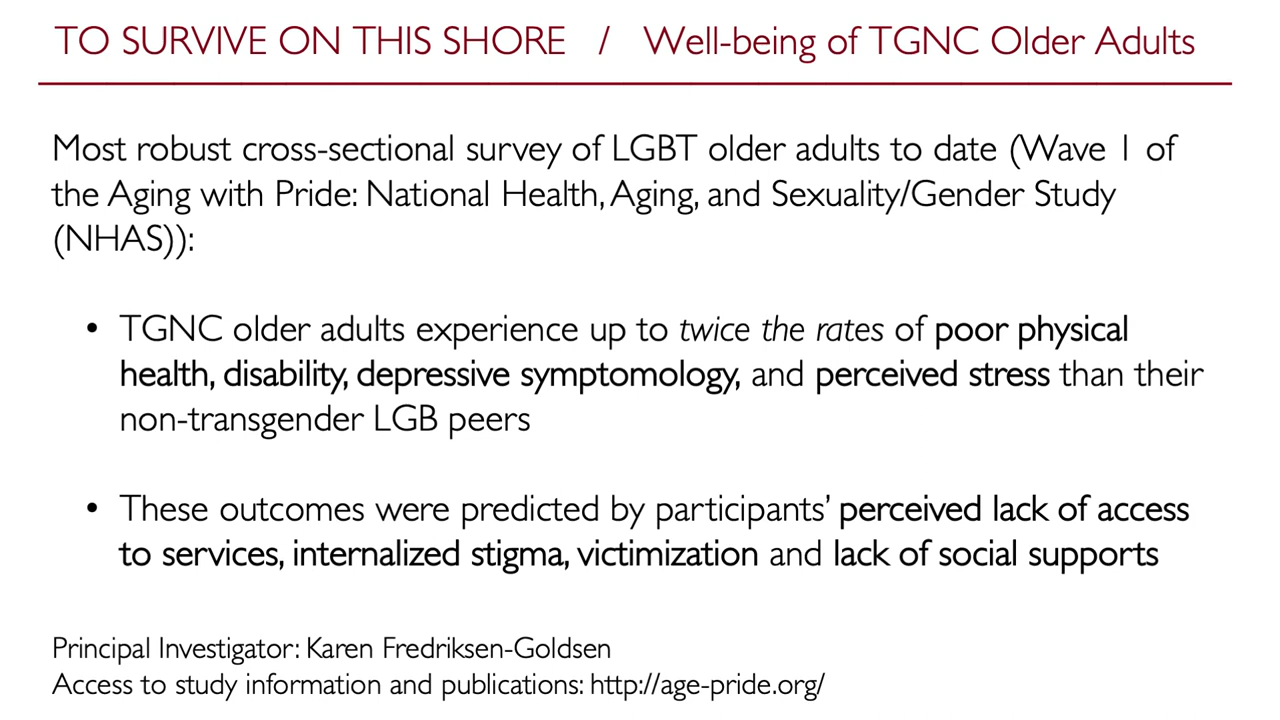 TO SURVIVE ON THIS SHORE / Well-being of TGNC Older Adults
Most robust cross-sectional survey of LGBT older adults to date (Wave 1 of
the Aging with Pride: National Health, Aging, and Sexuality/Gender Study
(NHAS)):
• TGNC older adults experience up to twice the rates of poor physical
health, disability, depressive symptomology, and perceived stress than their
non-transgender LGB peers
• These outcomes were predicted by participants’ perceived lack of access
to services, internalized stigma, victimization and lack of social supports
Principal Investigator: Karen Fredriksen-Goldsen
Access to study information and publications: http://age-pride.org/